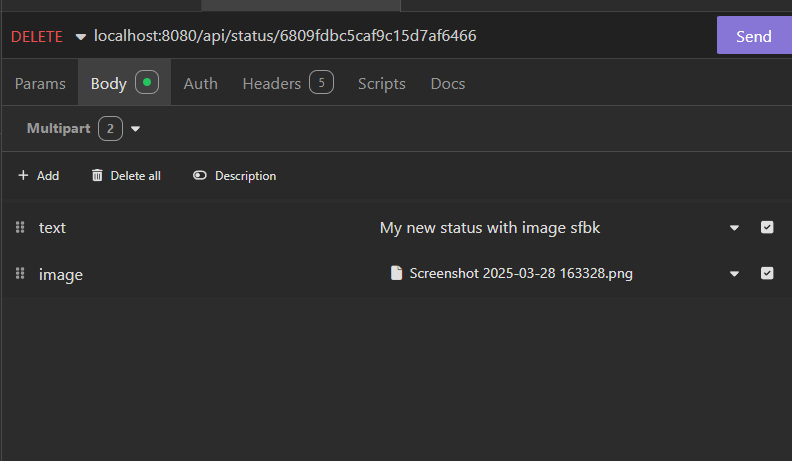 DELETE localhost:8080/api/status/6809fdbc5caf9c15d7af6466 Send
Params Body Auth Headers 5 Scripts Docs
Multipart 2
+ Add Delete all Description
text My new status with image sfbk
image Screenshot 2025-03-28 163328.png